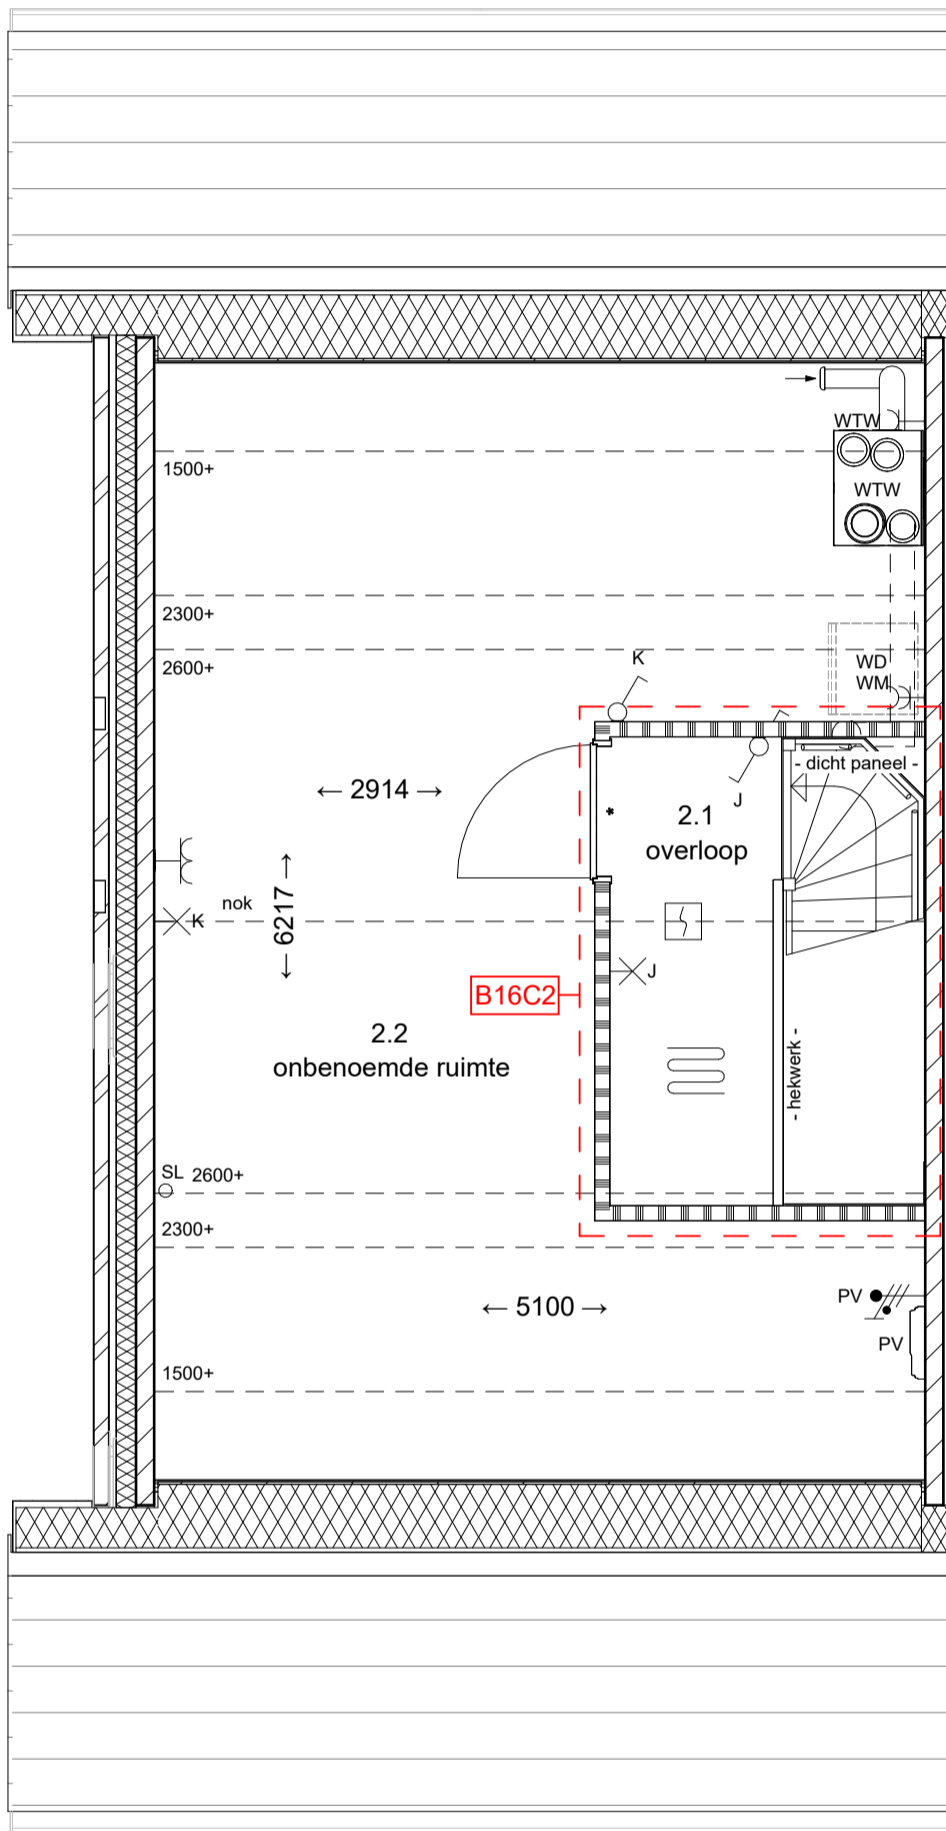 WTW
1500+
WTW
2300+
2600+
K
WD
WM
- dicht paneel -
← 2914 →
J
2.1
overloop
*
← 6217 →
nok
K
J
B16C2
2.2
onbenoemde ruimte
- hekwerk -
SL 2600+
2300+
PV
← 5100 →
PV
1500+